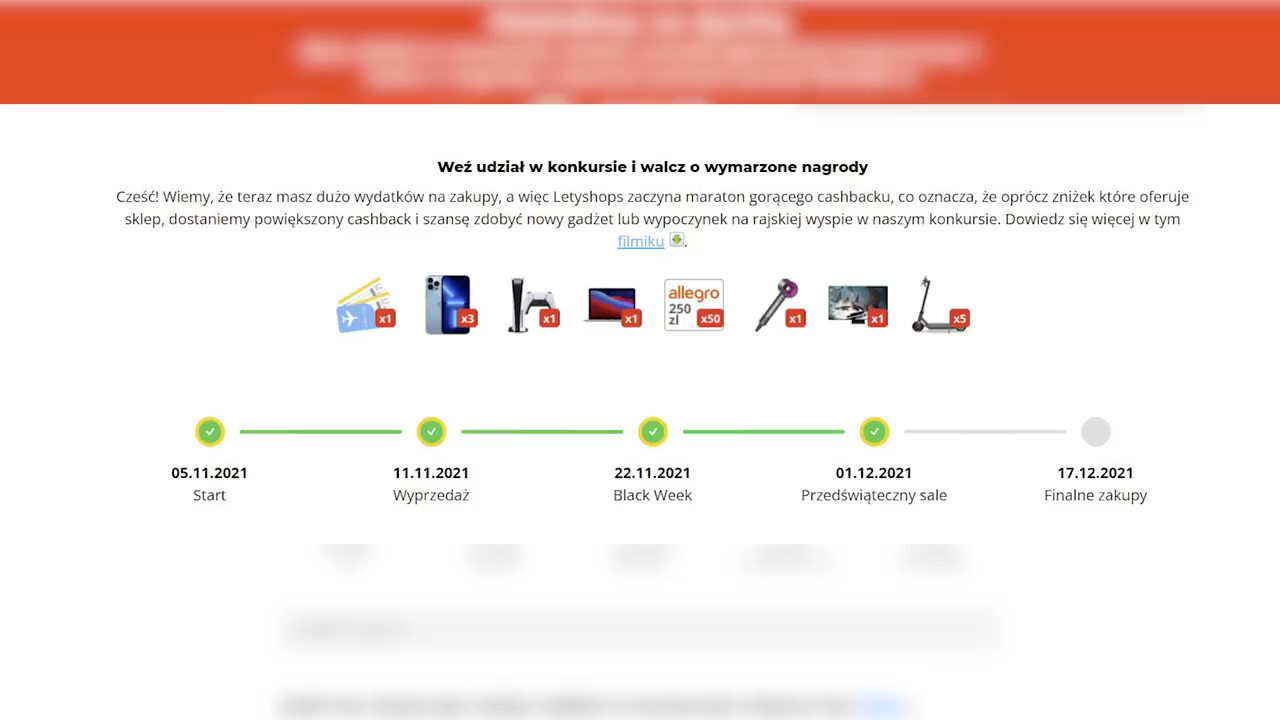 Weź udział w konkursie i walcz o wymarzone nagrody
Cześć! Wiemy, że teraz masz dużo wydatków na zakupy, a więc Letyshops zaczyna maraton gorącego cashbacku, co oznacza, że oprócz zniżek które oferuje
sklep, dostaniemy powiększony cashback i szansę zdobyć nowy gadżet lub wypoczynek na rajskiej wyspie w naszym konkursie. Dowiedz się więcej w tym
filmiku.
x1 x3 x1 x1 allegro 250 zł x50 x1 x1 x5
05.11.2021 11.11.2021 22.11.2021 01.12.2021 17.12.2021
Start Wyprzedaż Black Week Przedświąteczny sale Finalne zakupy